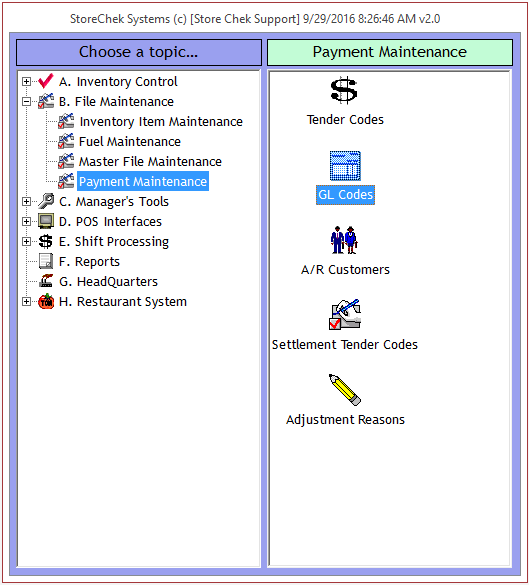 StoreChek Systems (c) [Store Chek Support] 9/29/2016 8:26:46 AM v2.0
Choose a topic...
A. Inventory Control
B. File Maintenance
Inventory Item Maintenance
Fuel Maintenance
Master File Maintenance
Payment Maintenance
C. Manager's Tools
D. POS Interfaces
E. Shift Processing
F. Reports
G. HeadQuarters
H. Restaurant System
Payment Maintenance
Tender Codes
GL Codes
A/R Customers
Settlement Tender Codes
Adjustment Reasons